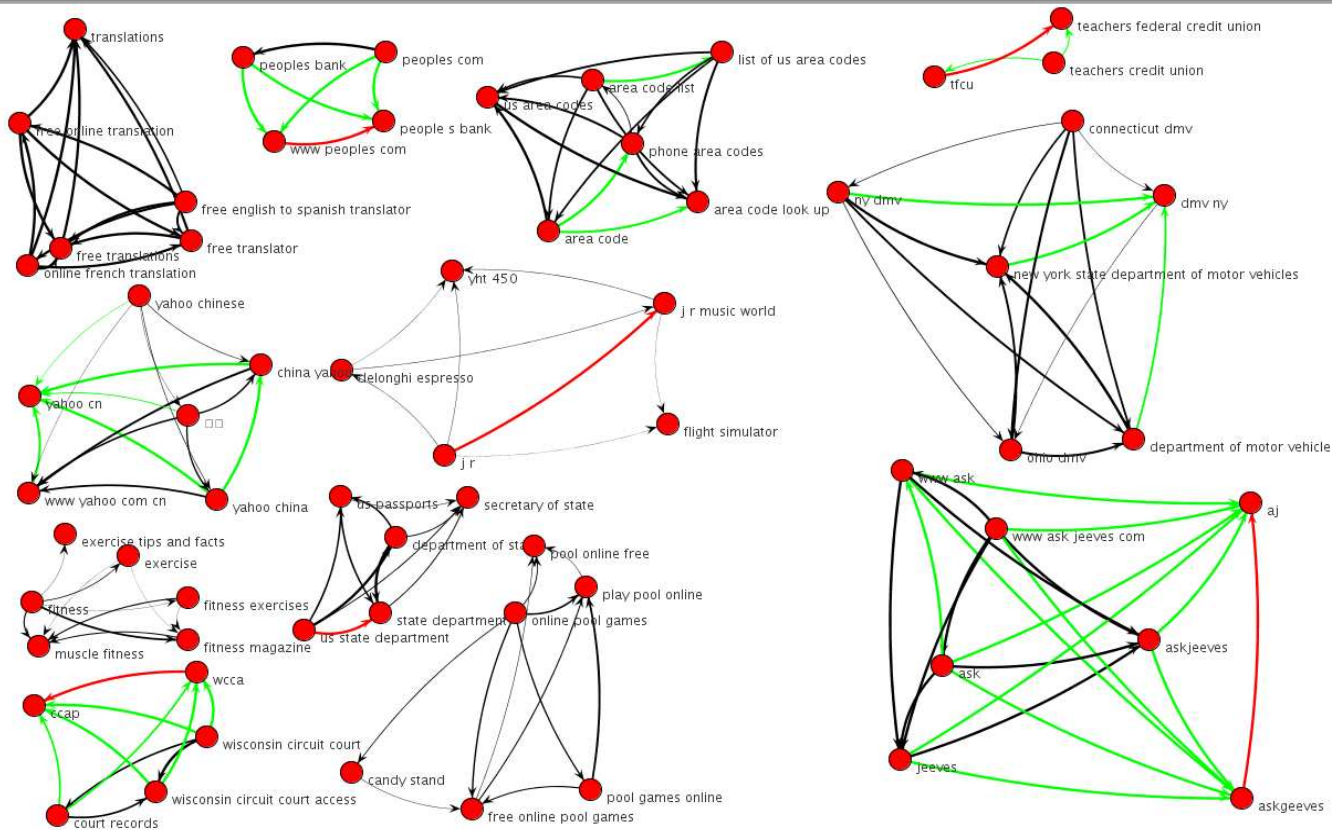 translations
free online translation
free english to spanish translator
free translator
free translations
online french translation
peoples bank
peoples com
people s bank
www peoples com
list of us area codes
area code list
us area codes
phone area codes
area code look up
area code
teachers federal credit union
teachers credit union
tfcu
connecticut dmv
ny dmv
dmv ny
new york state department of motor vehicles
ohio dmv
department of motor vehicle
yahoo chinese
china yahoo
yahoo cn
www yahoo com cn
yahoo china
yht 450
j r music world
delonghi espresso
flight simulator
j r
us passports
secretary of state
department of state
state department
us state department
exercise tips and facts
exercise
fitness
fitness exercises
muscle fitness
fitness magazine
wcca
ccap
wisconsin circuit court
wisconsin circuit court access
court records
pool online free
play pool online
online pool games
candy stand
pool games online
free online pool games
www ask
aj
www ask jeeves com
askjeeves
ask
jeeves
askgeeves